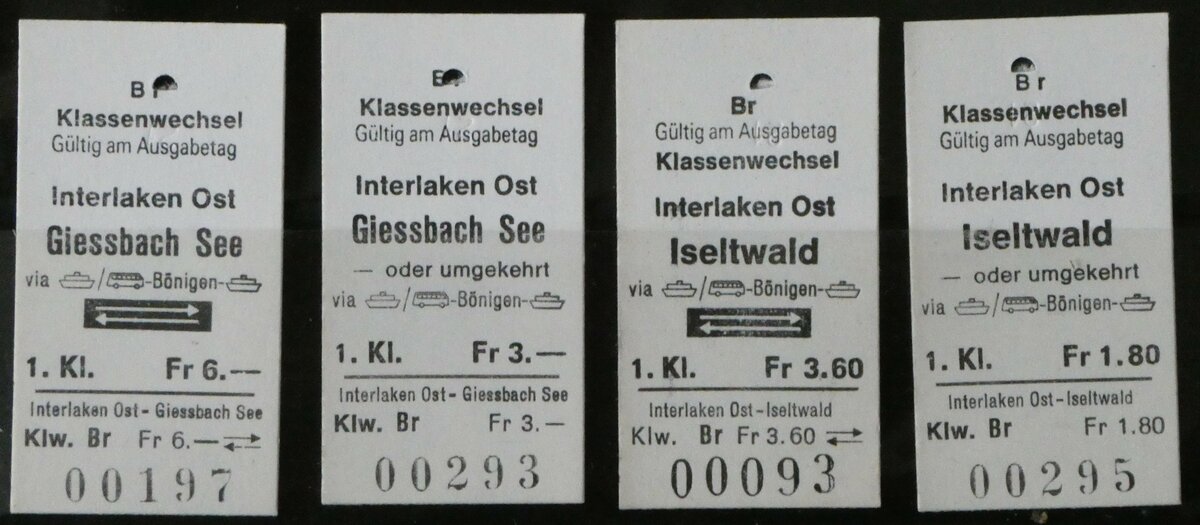 Br
Klassenwechsel
Gültig am Ausgabetag
Interlaken Ost
Giessbach See
via / -Bönigen-
1. Kl. Fr 6.—
Interlaken Ost - Giessbach See
Klw. Br Fr 6.—
00197
Br
Klassenwechsel
Gültig am Ausgabetag
Interlaken Ost
Giessbach See
— oder umgekehrt
via / -Bönigen-
1. Kl. Fr 3.—
Interlaken Ost - Giessbach See
Klw. Br Fr 3.—
00293
Br
Gültig am Ausgabetag
Klassenwechsel
Interlaken Ost
Iseltwald
via / -Bönigen-
1. Kl. Fr 3.60
Interlaken Ost-Iseltwald
Klw. Br Fr 3.60
00093
Br
Klassenwechsel
Gültig am Ausgabetag
Interlaken Ost
Iseltwald
— oder umgekehrt
via / -Bönigen-
1. Kl. Fr 1.80
Interlaken Ost-Iseltwald
Klw. Br Fr 1.80
00295